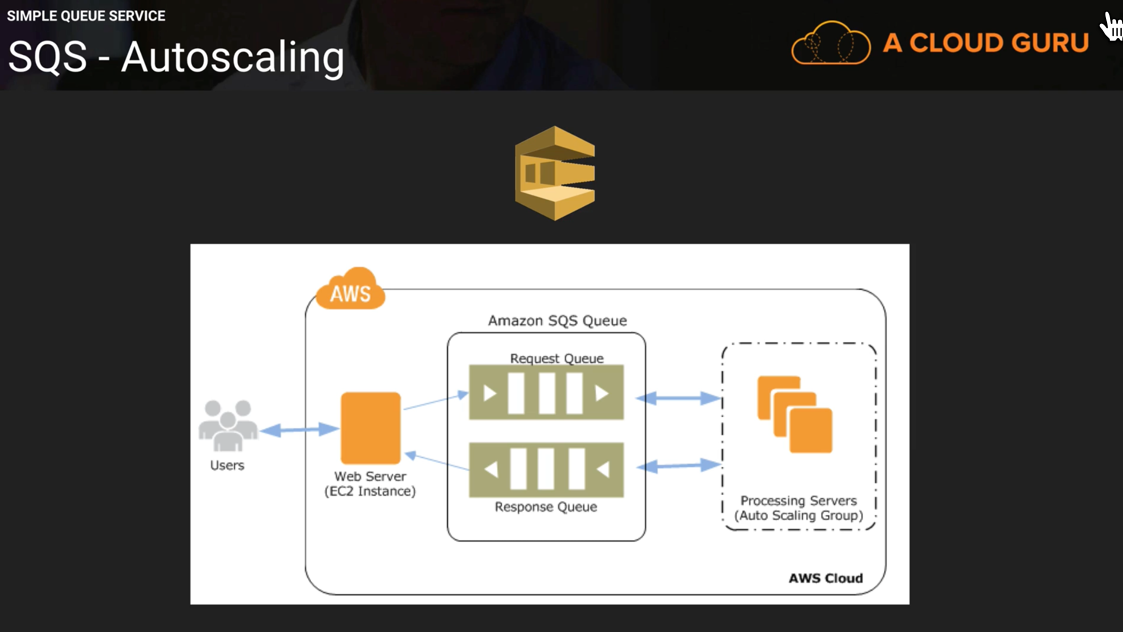 SIMPLE QUEUE SERVICE
SQS - Autoscaling
A CLOUD GURU
AWS
Amazon SQS Queue
Request Queue
Response Queue
Users
Web Server
(EC2 Instance)
Processing Servers
(Auto Scaling Group)
AWS Cloud